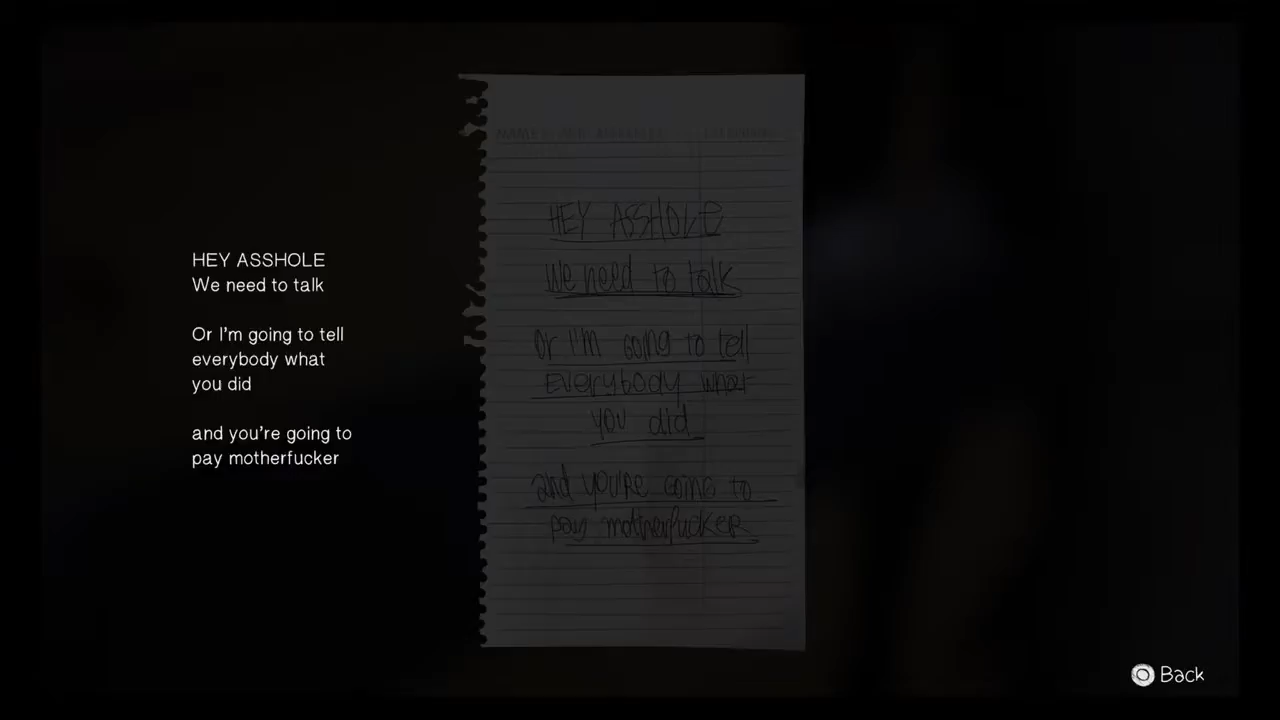 HEY ASSHOLE
We need to talk
Or I'm going to tell
everybody what
you did
and you're going to
pay motherfucker
HEY ASSHOLE
We need to talk
Or I'm going to tell
everybody what
you did
and you're going to
pay motherfucker
Back